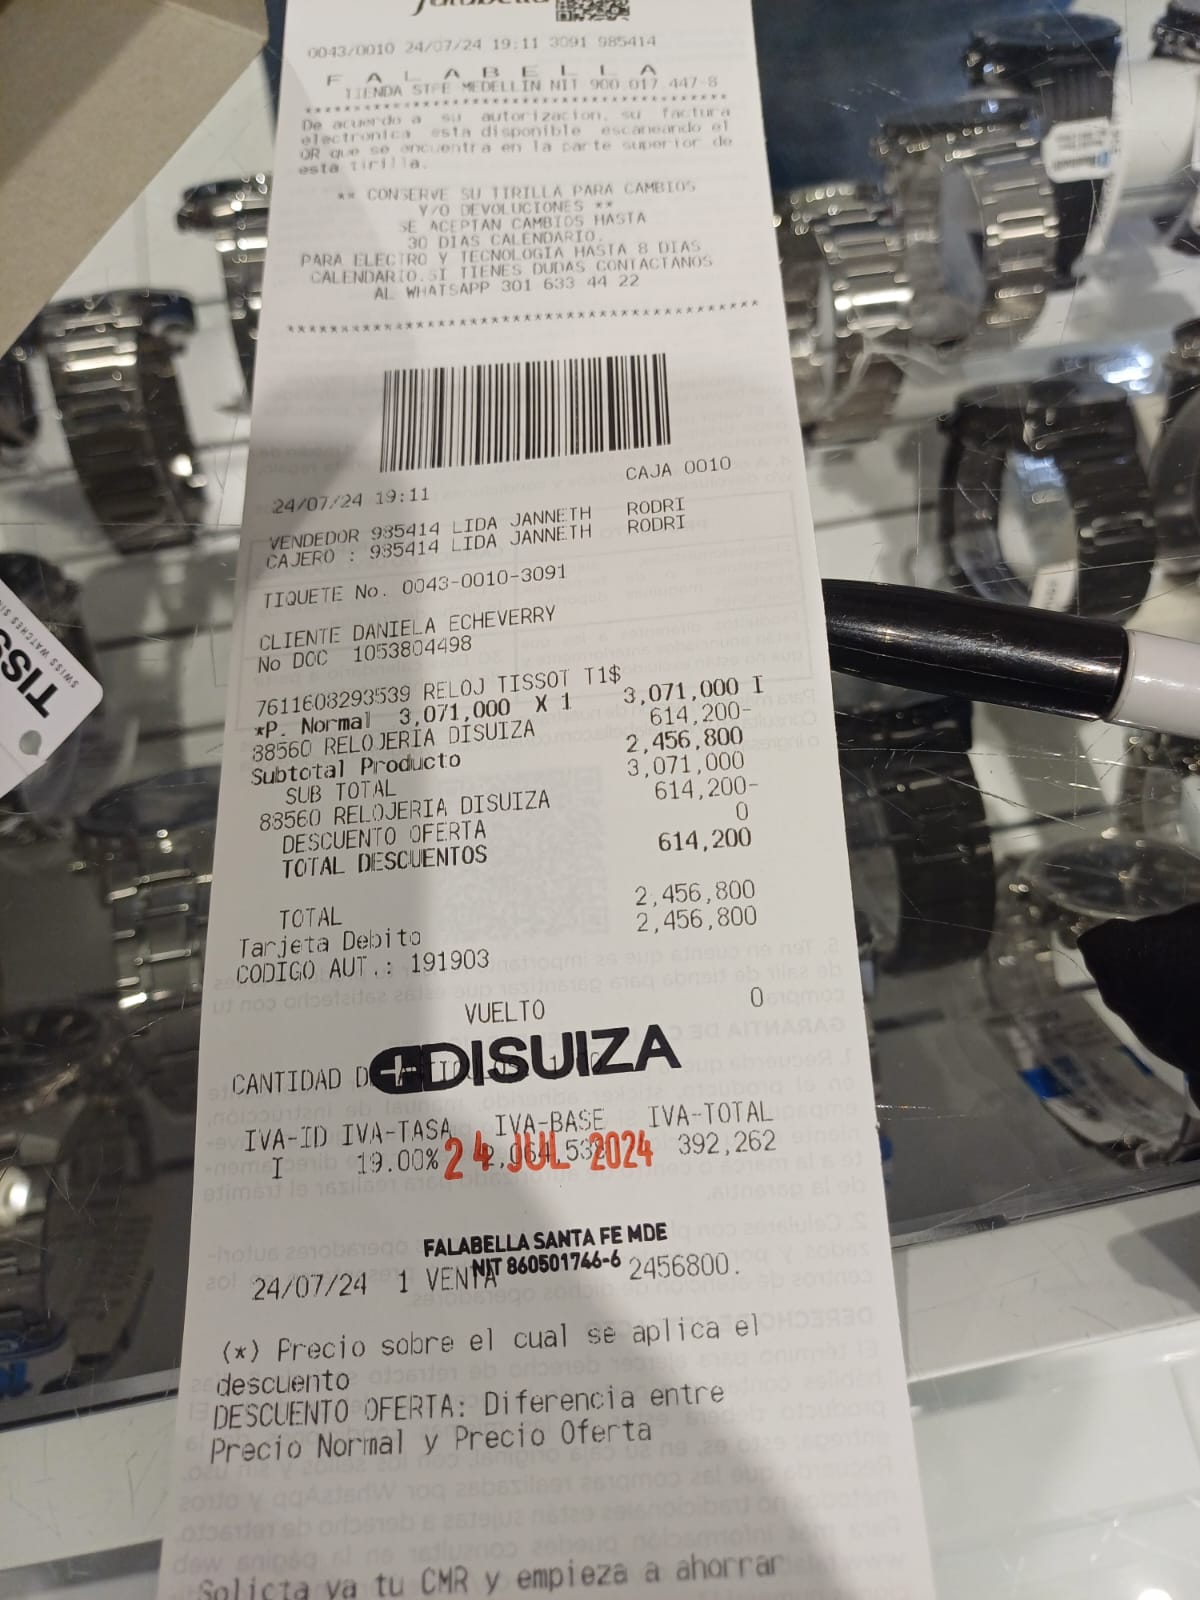 falabella
0043/0010 24/07/24 19:11 3091 985414
F A L A B E L L A
TIENDA STFE MEDELLIN NIT 900.017.447-8
****************************************
De acuerdo a su autorizacion, su factura
electronica esta disponible escaneando el
QR que se encuentra en la parte superior de
esta tirilla.
** CONSERVE SU TIRILLA PARA CAMBIOS
Y/O DEVOLUCIONES **
SE ACEPTAN CAMBIOS HASTA
30 DIAS CALENDARIO.
PARA ELECTRO Y TECNOLOGIA HASTA 8 DIAS
CALENDARIO.SI TIENES DUDAS CONTACTANOS
AL WHATSAPP 301 633 44 22
****************************************
CAJA 0010
24/07/24 19:11
VENDEDOR 985414 LIDA JANNETH RODRI
CAJERO : 985414 LIDA JANNETH RODRI
TIQUETE No. 0043-0010-3091
CLIENTE DANIELA ECHEVERRY
No DOC 1053804498
7611608293539 RELOJ TISSOT T1$
*P. Normal 3,071,000 X 1 3,071,000 I
88560 RELOJERIA DISUIZA 614,200-
Subtotal Producto 2,456,800
SUB TOTAL 3,071,000
88560 RELOJERIA DISUIZA 614,200-
DESCUENTO OFERTA 0
TOTAL DESCUENTOS 614,200
TOTAL 2,456,800
Tarjeta Debito 2,456,800
CODIGO AUT.: 191903
VUELTO 0
DISUIZA
CANTIDAD
IVA-ID IVA-TASA IVA-BASE IVA-TOTAL
I 19.00% 392,262
24 JUL 2024
FALABELLA SANTA FE MDE
NIT 860501746-6
24/07/24 1 VENTA 2456800.
(*) Precio sobre el cual se aplica el
descuento
DESCUENTO OFERTA: Diferencia entre
Precio Normal y Precio Oferta
Solicta ya tu CMR y empieza a ahorrar
TISS
SWISS WATCHES SIN